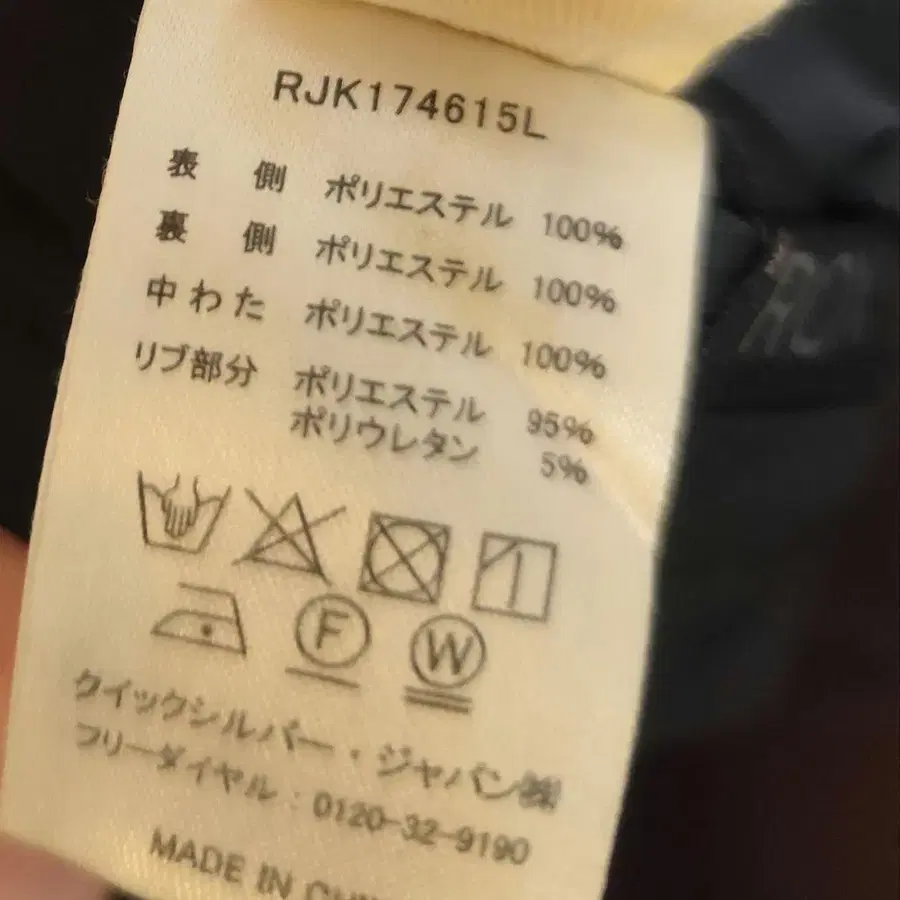 RJK174615L
表 側 ポリエステル 100%
裏 側 ポリエステル 100%
中わた ポリエステル 100%
リブ部分 ポリエステル 95%
ポリウレタン 5%
F W
クイックシルバー・ジャパン㈱
フリーダイヤル：0120-32-9190
MADE IN